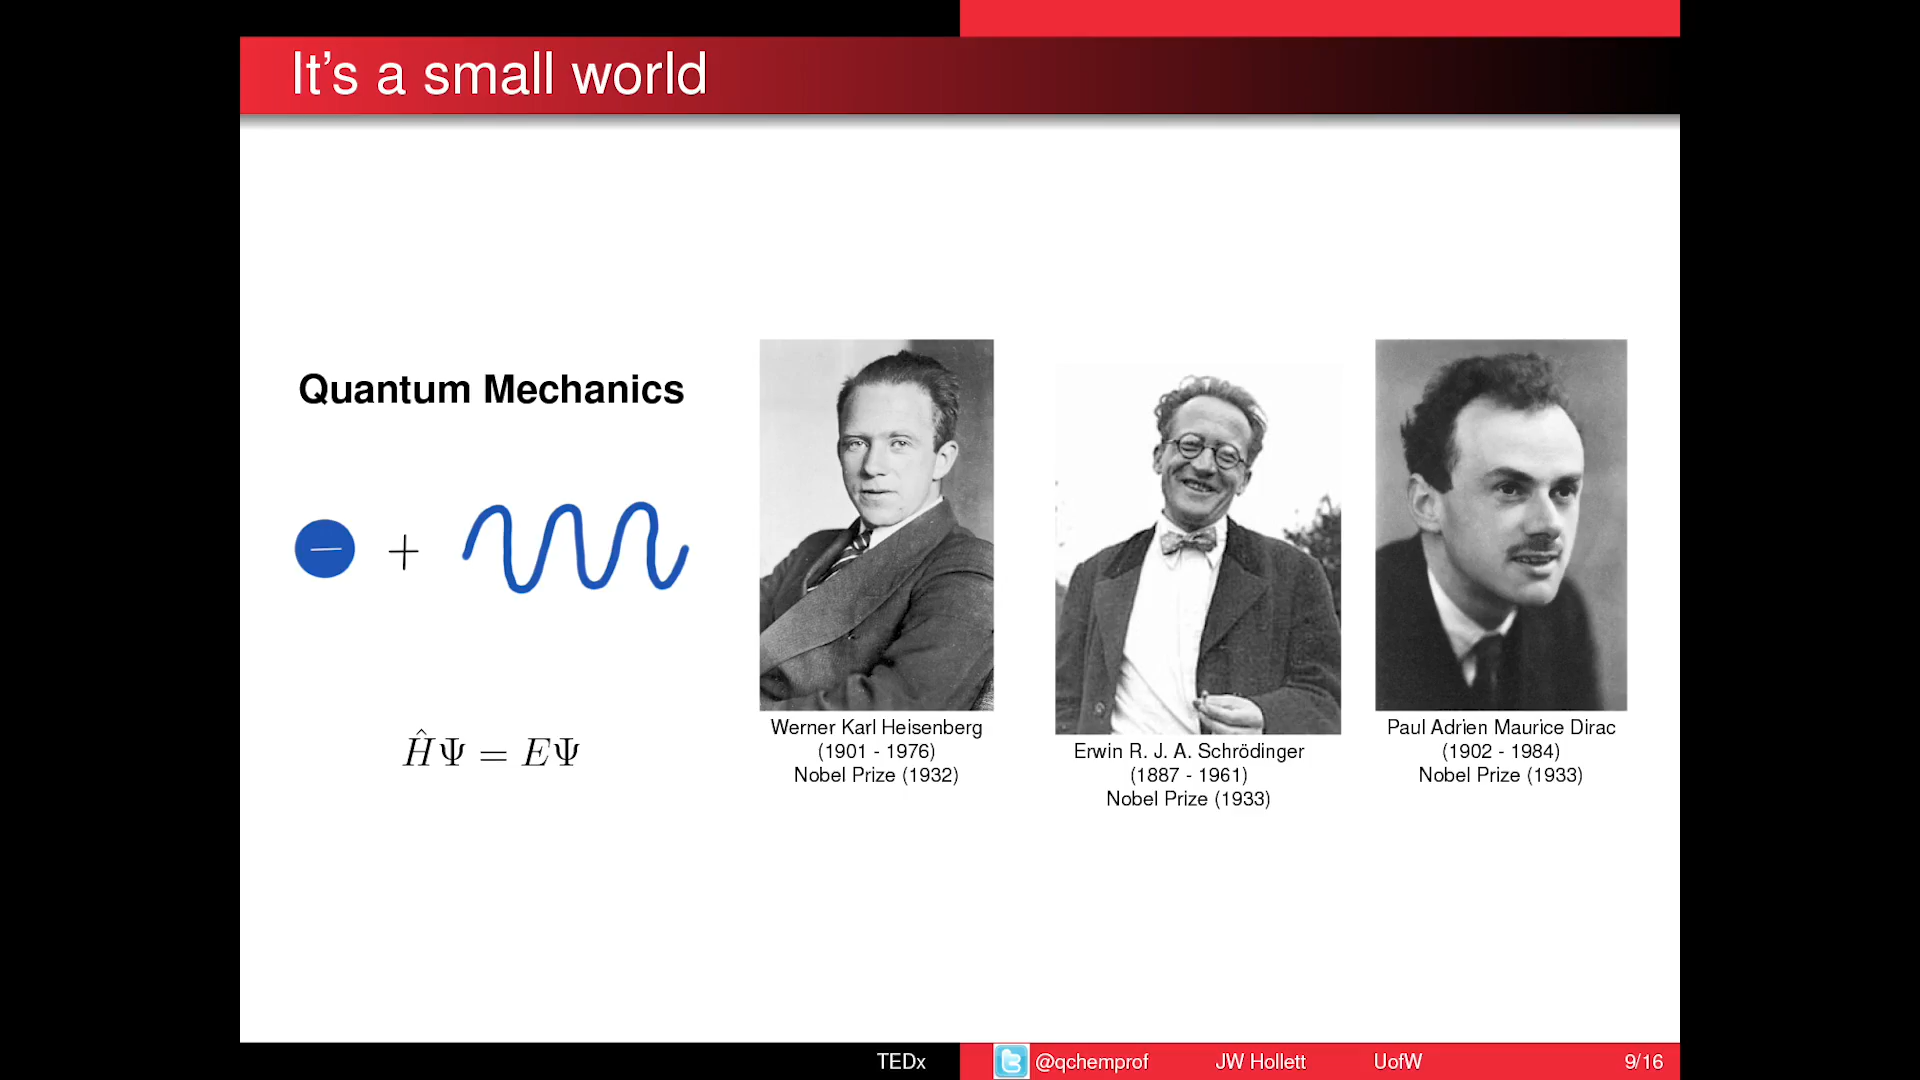 It's a small world
Quantum Mechanics
− + 
ĤΨ = EΨ
Werner Karl Heisenberg
(1901 - 1976)
Nobel Prize (1932)
Erwin R. J. A. Schrödinger
(1887 - 1961)
Nobel Prize (1933)
Paul Adrien Maurice Dirac
(1902 - 1984)
Nobel Prize (1933)
TEDx @qchemprof JW Hollett UofW 9/16